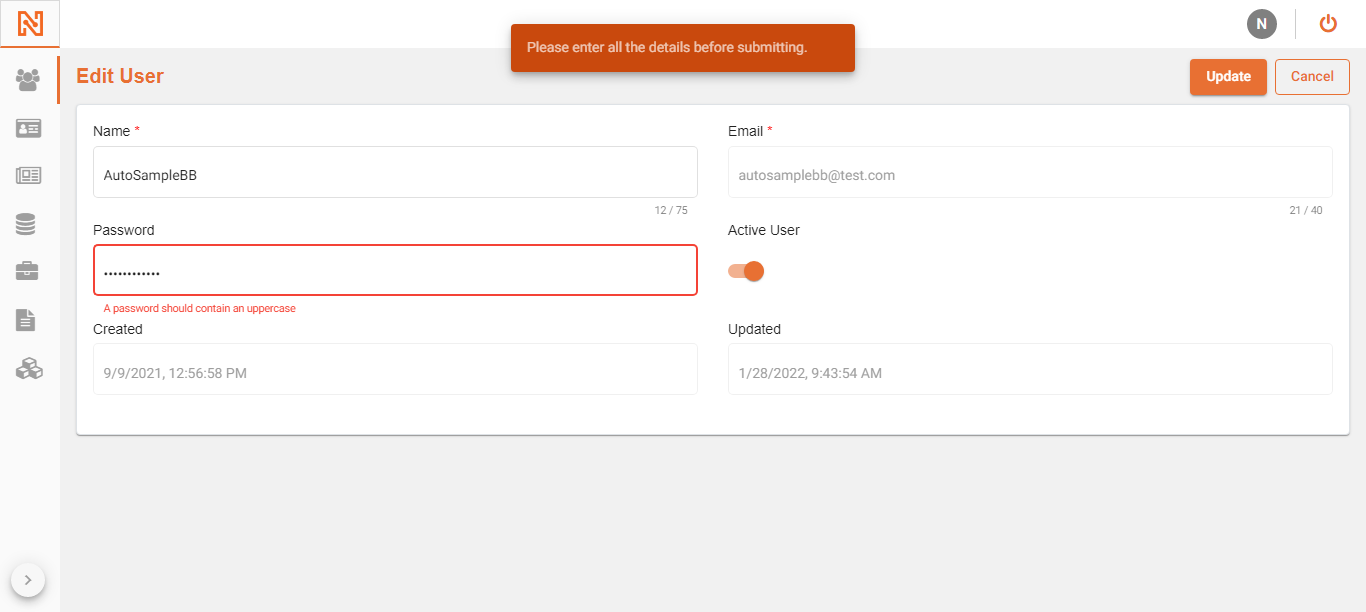 N
Please enter all the details before submitting.
Edit User
Update
Cancel
Name *
Email *
AutoSampleBB
autosamplebb@test.com
12 / 75
21 / 40
Password
Active User
••••••••••••
A password should contain an uppercase
Created
Updated
9/9/2021, 12:56:58 PM
1/28/2022, 9:43:54 AM